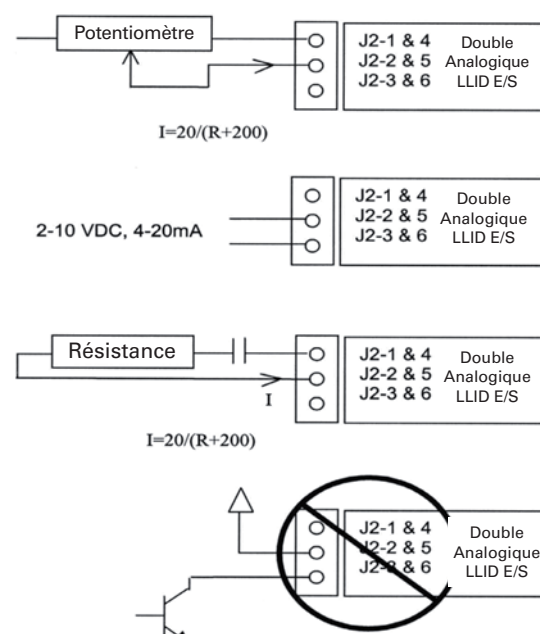 Potentiomètre
J2-1 & 4
J2-2 & 5
J2-3 & 6
Double
Analogique
LLID E/S
I=20/(R+200)
2-10 VDC, 4-20mA
J2-1 & 4
J2-2 & 5
J2-3 & 6
Double
Analogique
LLID E/S
Résistance
I
J2-1 & 4
J2-2 & 5
J2-3 & 6
Double
Analogique
LLID E/S
I=20/(R+200)
J2-1 & 4
J2-2 & 5
J2-3 & 6
Double
Analogique
LLID E/S